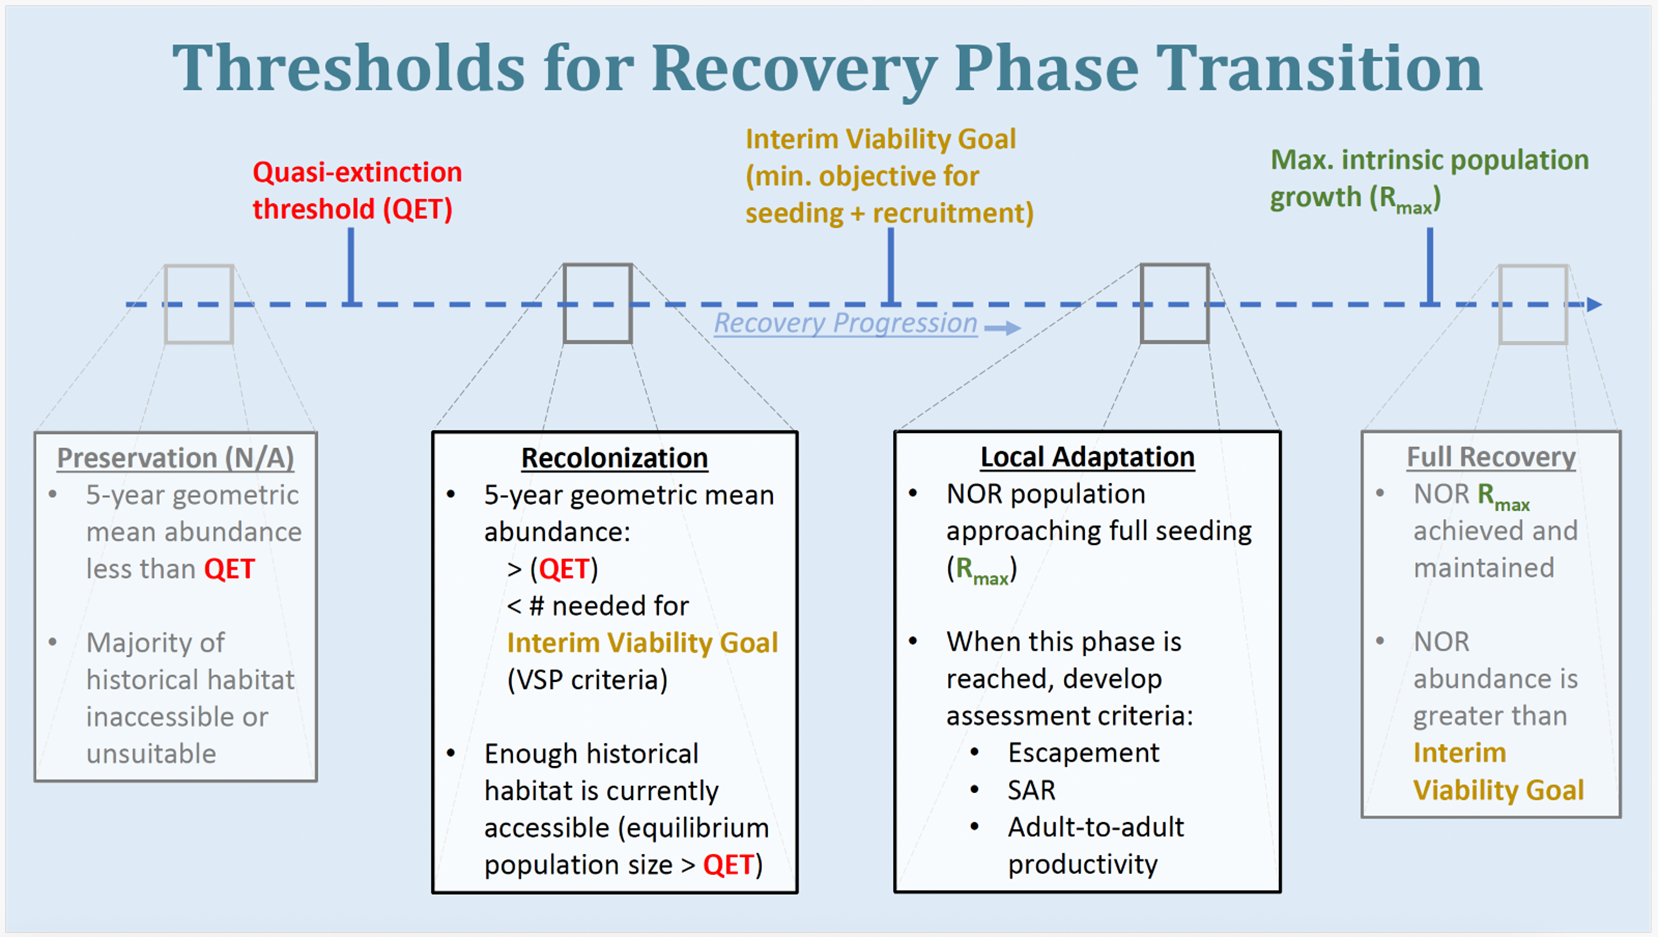 Thresholds for Recovery Phase Transition
Quasi-extinction
threshold (QET)
Interim Viability Goal
(min. objective for
seeding + recruitment)
Max. intrinsic population
growth (Rmax)
Recovery Progression
Preservation (N/A)
• 5-year geometric
mean abundance
less than QET
• Majority of
historical habitat
inaccessible or
unsuitable
Recolonization
• 5-year geometric mean
abundance:
> (QET)
< # needed for
Interim Viability Goal
(VSP criteria)
• Enough historical
habitat is currently
accessible (equilibrium
population size > QET)
Local Adaptation
• NOR population
approaching full seeding
(Rmax)
• When this phase is
reached, develop
assessment criteria:
• Escapement
• SAR
• Adult-to-adult
productivity
Full Recovery
• NOR Rmax
achieved and
maintained
• NOR
abundance is
greater than
Interim
Viability Goal